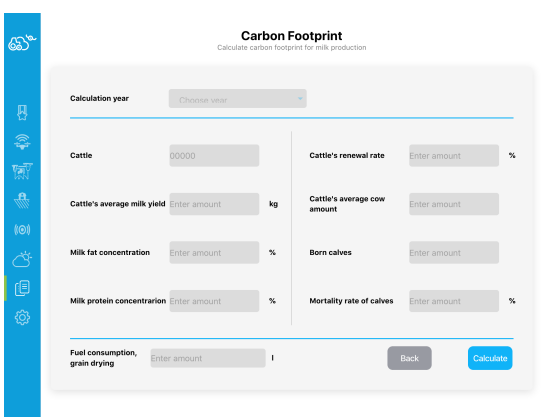 Carbon Footprint
Calculate carbon footprint for milk production
Calculation year Choose year
Cattle 00000
Cattle's renewal rate Enter amount %
Cattle's average milk yield Enter amount kg
Cattle's average cow
amount Enter amount
Milk fat concentration Enter amount %
Born calves Enter amount
Milk protein concentrarion Enter amount %
Mortality rate of calves Enter amount %
Fuel consumption,
grain drying Enter amount l
Back
Calculate